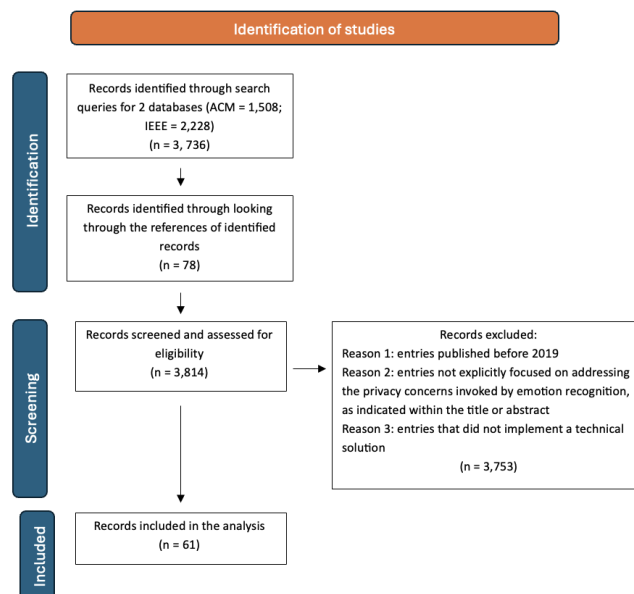 Identification of studies
Identification
Records identified through search
queries for 2 databases (ACM = 1,508;
IEEE = 2,228)
(n = 3, 736)
Records identified through looking
through the references of identified
records
(n = 78)
Screening
Records screened and assessed for
eligibility
(n = 3,814)
Records excluded:
Reason 1: entries published before 2019
Reason 2: entries not explicitly focused on addressing
the privacy concerns invoked by emotion recognition,
as indicated within the title or abstract
Reason 3: entries that did not implement a technical
solution
(n = 3,753)
Included
Records included in the analysis
(n = 61)